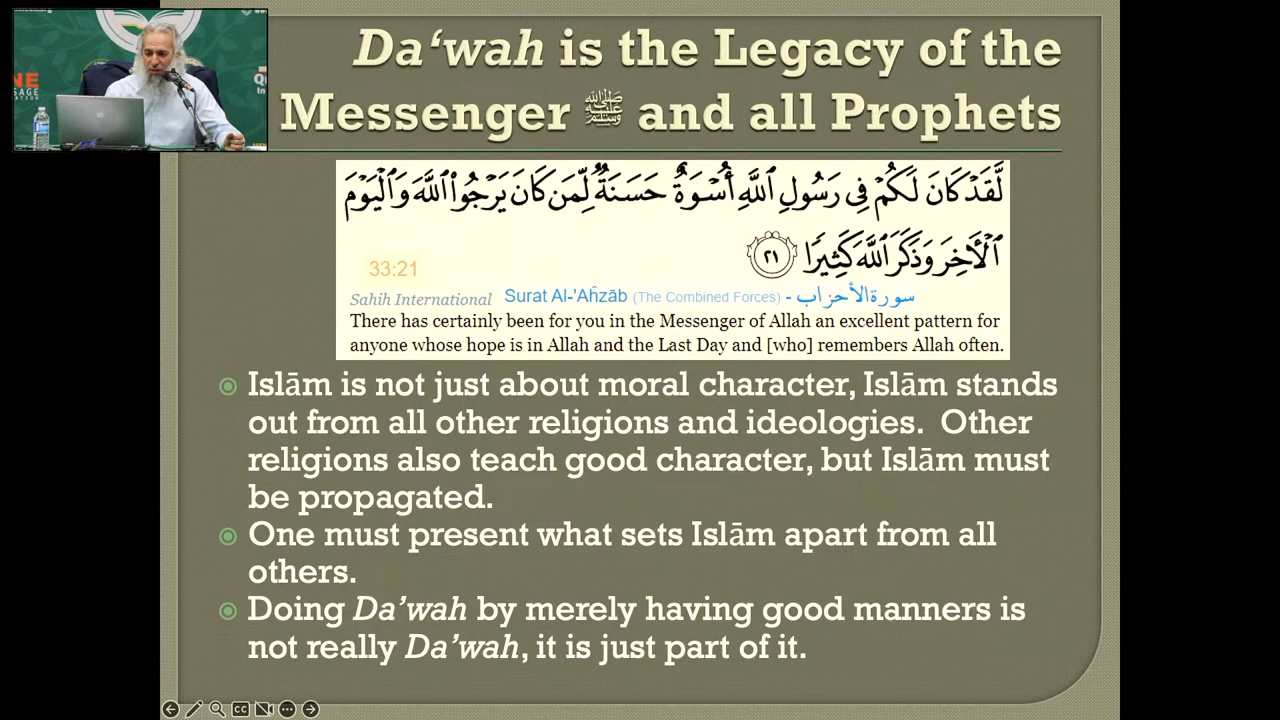 NE
SAGE
ATION
Qu
In
Da‘wah is the Legacy of the
Messenger ﷺ and all Prophets
لَّقَدْ كَانَ لَكُمْ فِى رَسُولِ ٱللَّهِ أُسْوَةٌ حَسَنَةٌ لِّمَن كَانَ يَرْجُوا۟ ٱللَّهَ وَٱلْيَوْمَ
ٱلْـَٔاخِرَ وَذَكَرَ ٱللَّهَ كَثِيرًا ٢١
33:21
Sahih International Surat Al-'Aĥzāb (The Combined Forces) - سورة الأحزاب
There has certainly been for you in the Messenger of Allah an excellent pattern for
anyone whose hope is in Allah and the Last Day and [who] remembers Allah often.
Islām is not just about moral character, Islām stands
out from all other religions and ideologies. Other
religions also teach good character, but Islām must
be propagated.
One must present what sets Islām apart from all
others.
Doing Da’wah by merely having good manners is
not really Da’wah, it is just part of it.
CC